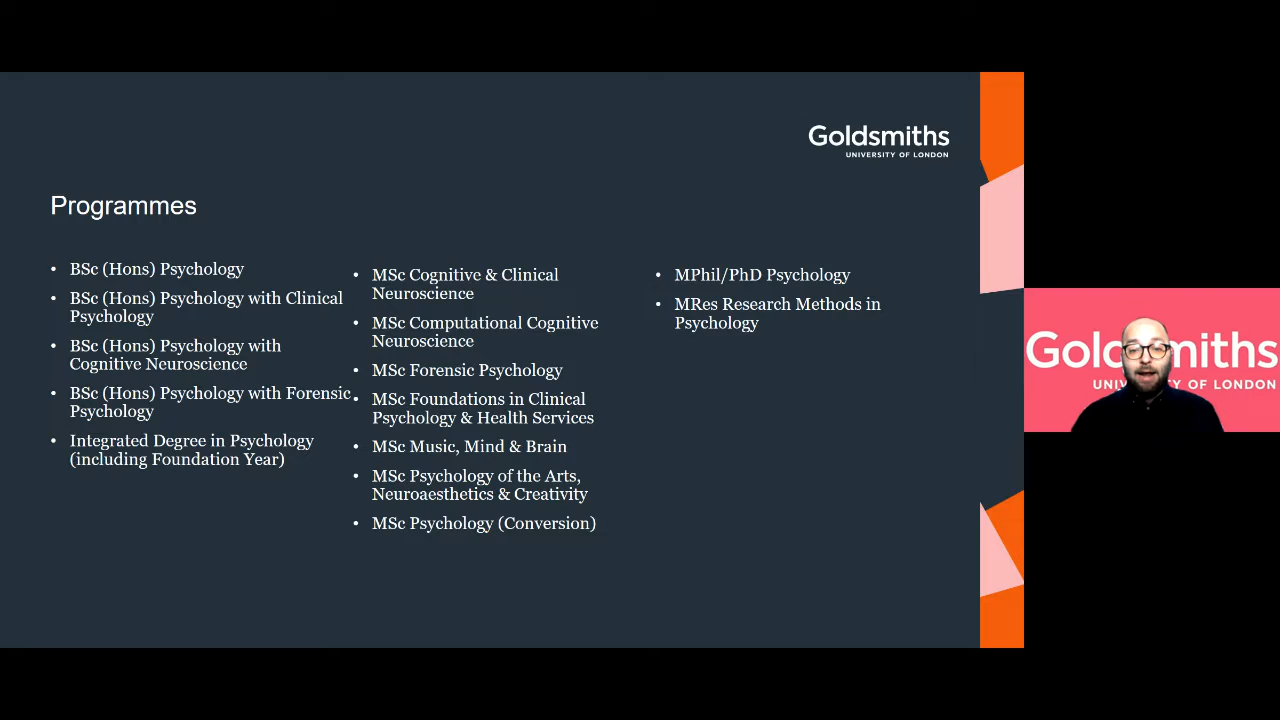 Goldsmiths
UNIVERSITY OF LONDON
Programmes
• BSc (Hons) Psychology
• BSc (Hons) Psychology with Clinical
Psychology
• BSc (Hons) Psychology with
Cognitive Neuroscience
• BSc (Hons) Psychology with Forensic
Psychology
• Integrated Degree in Psychology
(including Foundation Year)
• MSc Cognitive & Clinical
Neuroscience
• MSc Computational Cognitive
Neuroscience
• MSc Forensic Psychology
• MSc Foundations in Clinical
Psychology & Health Services
• MSc Music, Mind & Brain
• MSc Psychology of the Arts,
Neuroaesthetics & Creativity
• MSc Psychology (Conversion)
• MPhil/PhD Psychology
• MRes Research Methods in
Psychology
Goldsmiths
UNIVERSITY OF LONDON